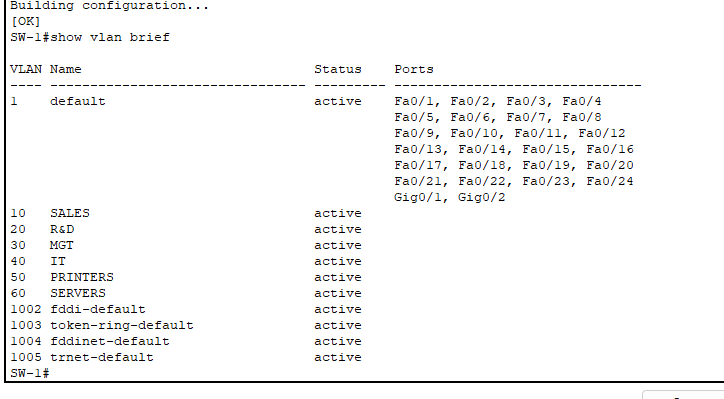 Building configuration...
[OK]
SW-1#show vlan brief
VLAN Name                             Status    Ports
---- -------------------------------- --------- -------------------------------
1    default                          active    Fa0/1, Fa0/2, Fa0/3, Fa0/4
                                                Fa0/5, Fa0/6, Fa0/7, Fa0/8
                                                Fa0/9, Fa0/10, Fa0/11, Fa0/12
                                                Fa0/13, Fa0/14, Fa0/15, Fa0/16
                                                Fa0/17, Fa0/18, Fa0/19, Fa0/20
                                                Fa0/21, Fa0/22, Fa0/23, Fa0/24
                                                Gig0/1, Gig0/2
10   SALES                            active
20   R&D                              active
30   MGT                              active
40   IT                               active
50   PRINTERS                         active
60   SERVERS                          active
1002 fddi-default                     active
1003 token-ring-default               active
1004 fddinet-default                  active
1005 trnet-default                    active
SW-1#